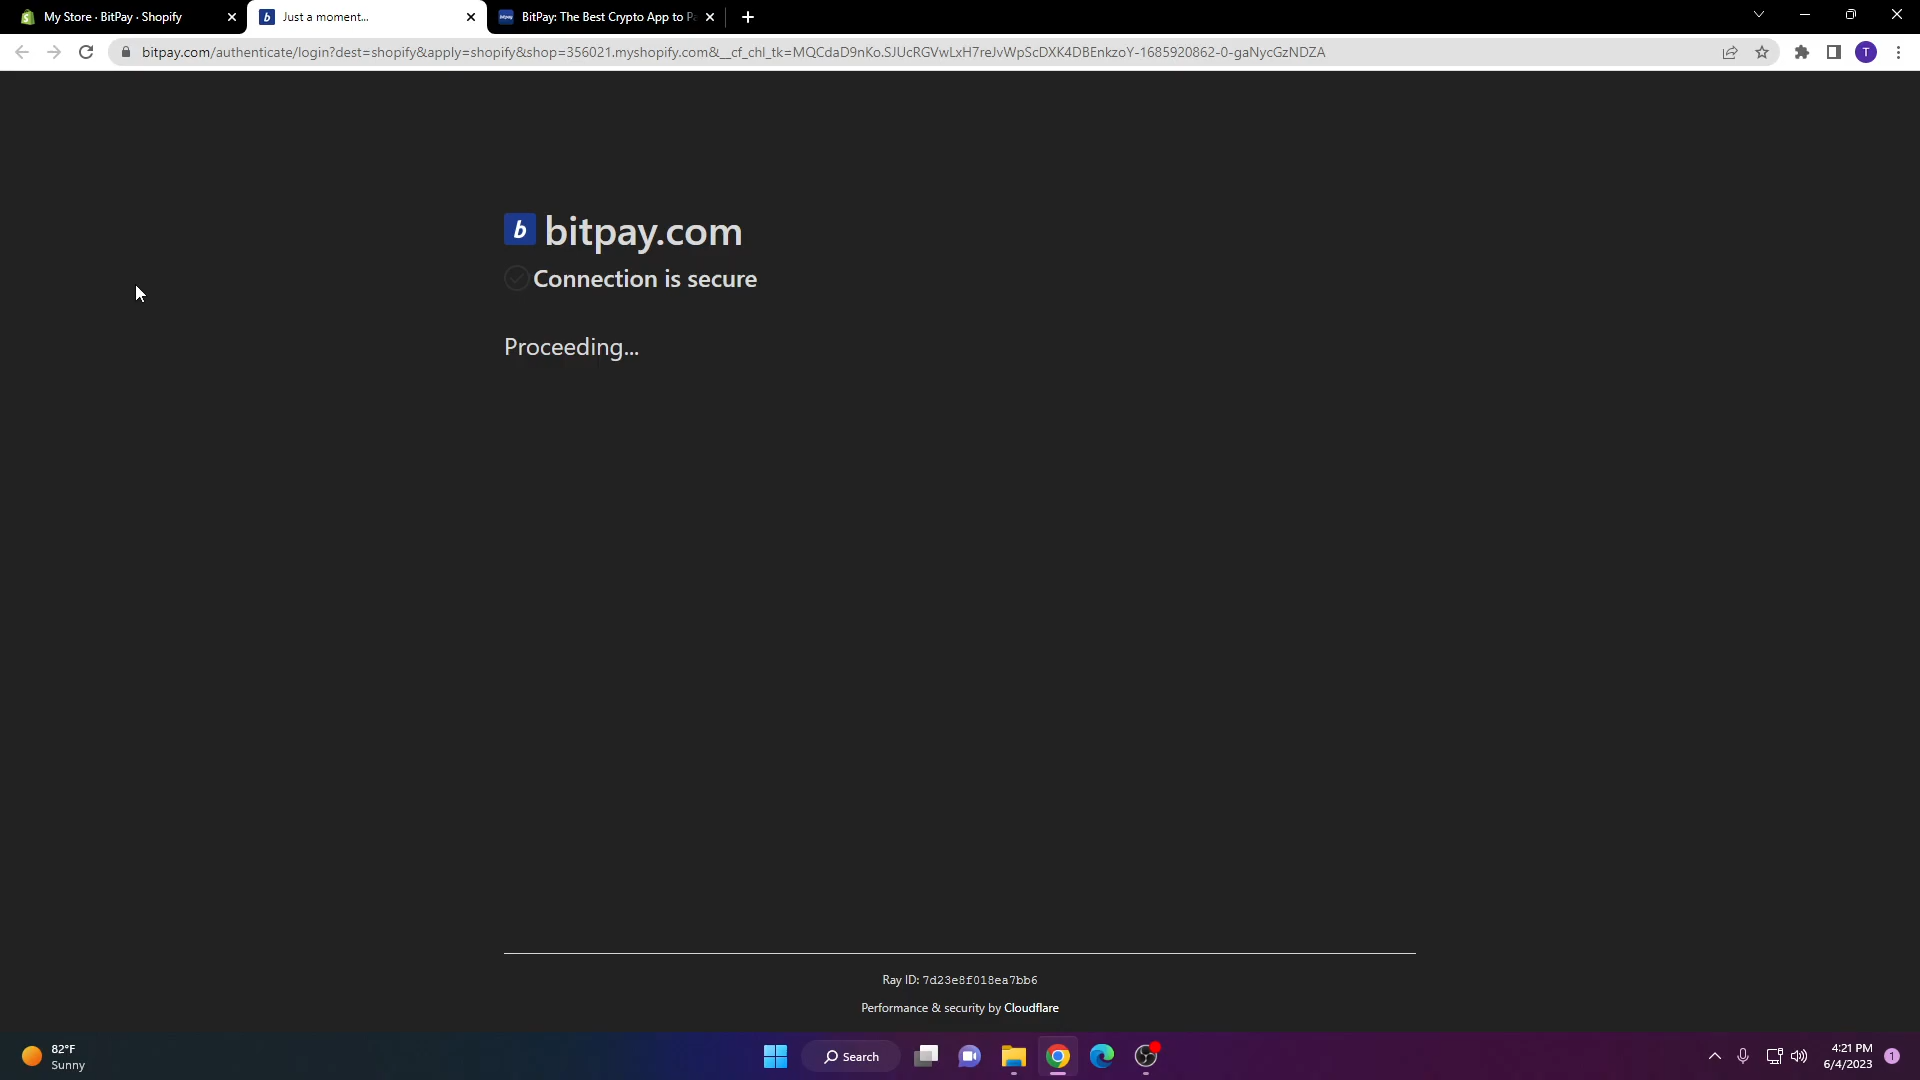 My Store · BitPay · Shopify
Just a moment...
BitPay: The Best Crypto App to Pa
bitpay.com/authenticate/login?dest=shopify&apply=shopify&shop=356021.myshopify.com&__cf_chl_tk=MQCdaD9nKo.SJUcRGVwLxH7reJvWpScDXK4DBEnkzoY-1685920862-0-gaNycGzNDZA
T
b bitpay.com
Connection is secure
Proceeding...
Ray ID: 7d23e8f018ea7bb6
Performance & security by Cloudflare
82°F
Sunny
Search
4:21 PM
6/4/2023
1